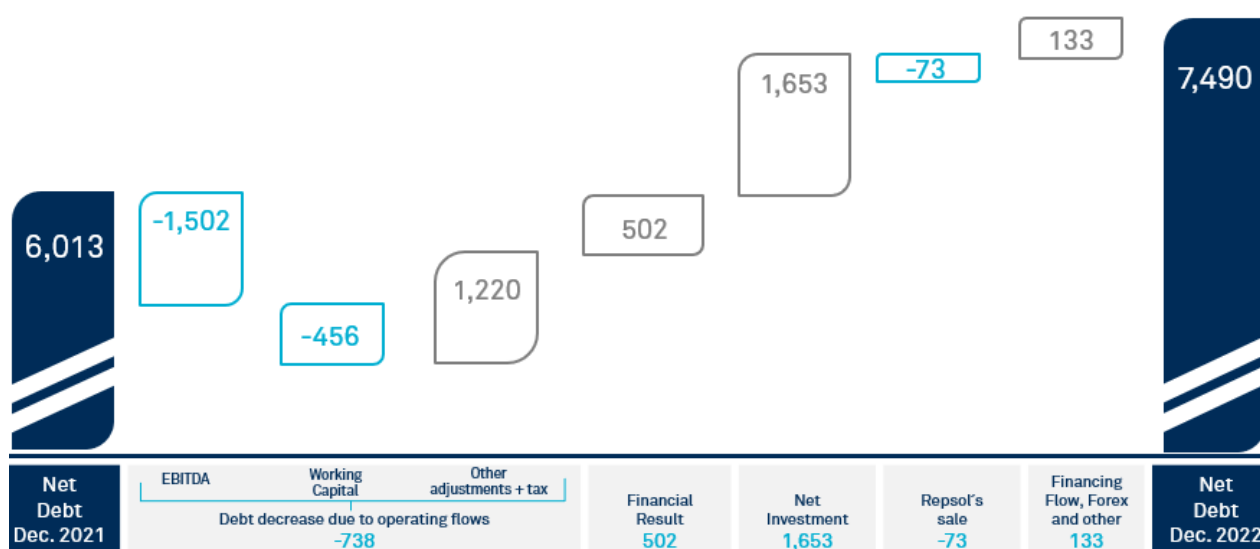 133
1,653
-73
7,490
-1,502
6,013
502
1,220
-456
Net
Debt
Dec. 2021
EBITDA
Working
Capital
Other
adjustments + tax
Debt decrease due to operating flows
-738
Financial
Result
502
Net
Investment
1,653
Repsol´s
sale
-73
Financing
Flow, Forex
and other
133
Net
Debt
Dec. 2022